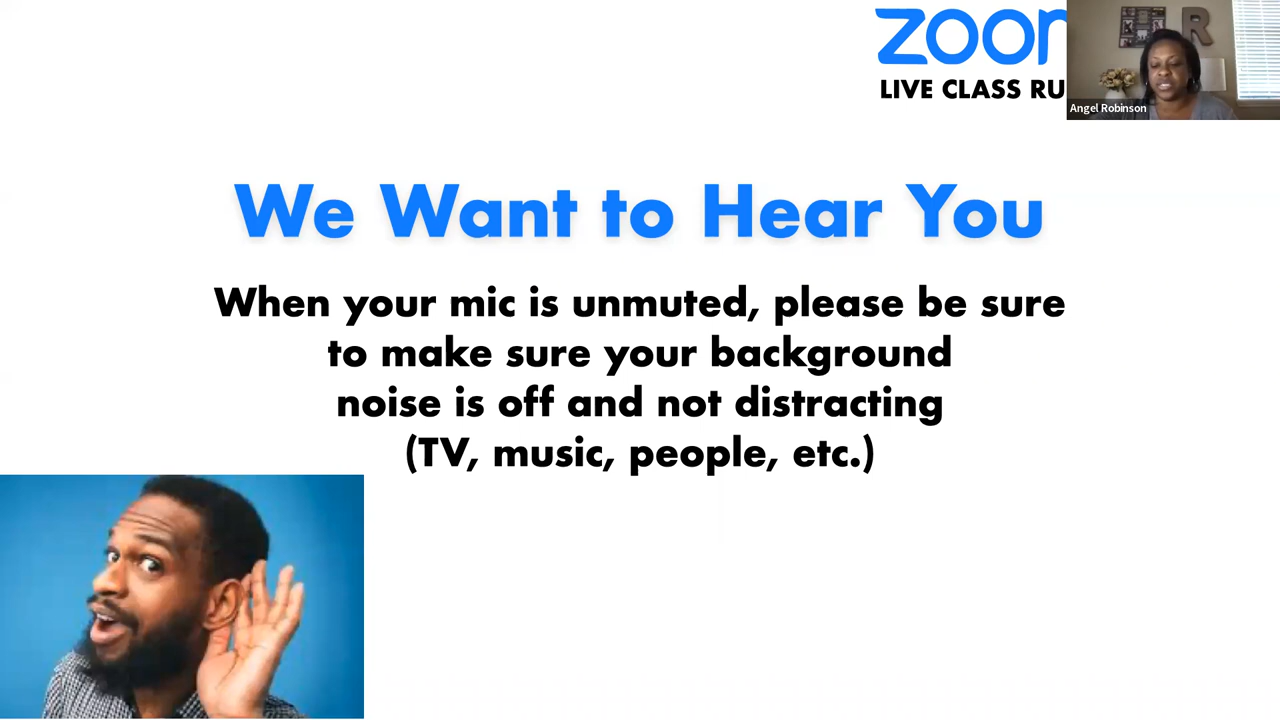 zoom
LIVE CLASS RU
Angel Robinson
We Want to Hear You
When your mic is unmuted, please be sure
to make sure your background
noise is off and not distracting
(TV, music, people, etc.)